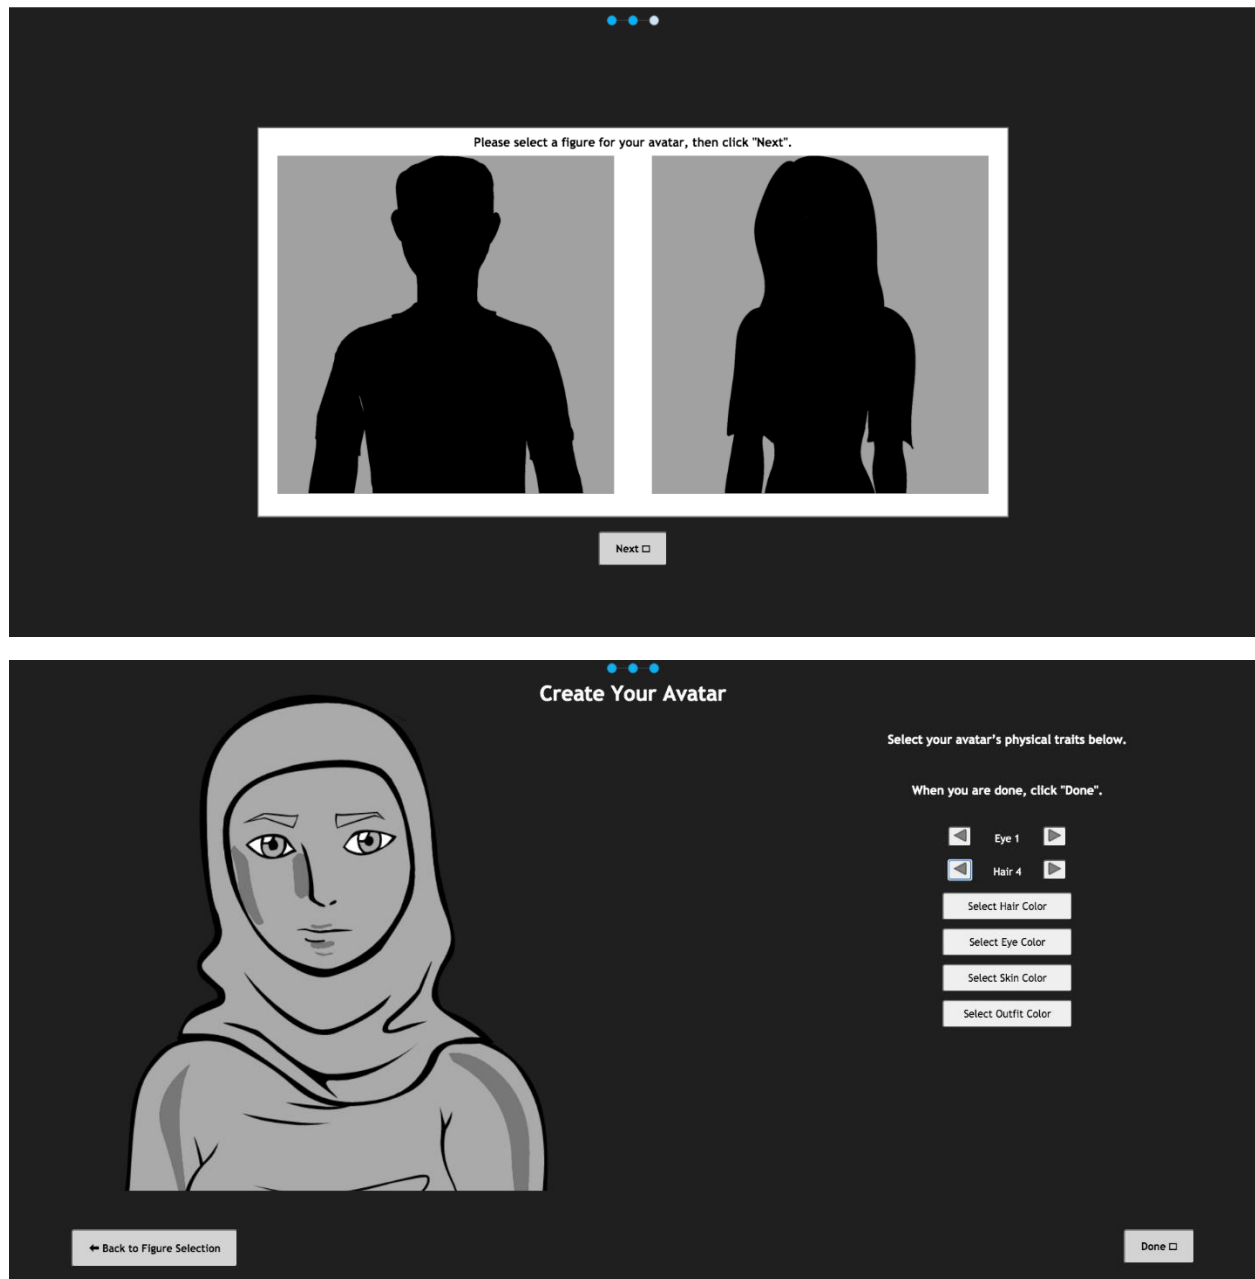 Please select a figure for your avatar, then click "Next".
Next □
Create Your Avatar
Select your avatar's physical traits below.
When you are done, click "Done".
Eye 1
Hair 4
Select Hair Color
Select Eye Color
Select Skin Color
Select Outfit Color
⬅ Back to Figure Selection
Done □